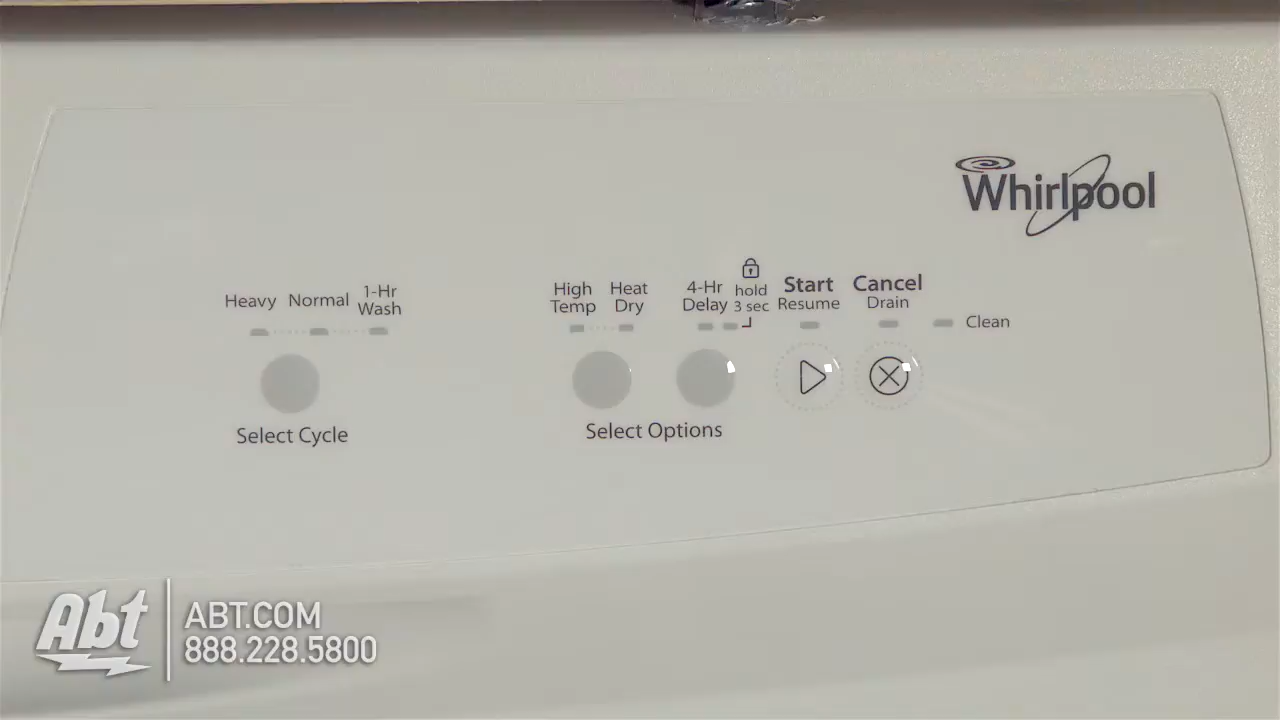 Whirlpool
Heavy Normal 1-Hr Wash
Select Cycle
High Temp Heat Dry 4-Hr Delay hold 3 sec
Select Options
Start
Resume
Cancel
Drain
Clean
Abt
ABT.COM
888.228.5800